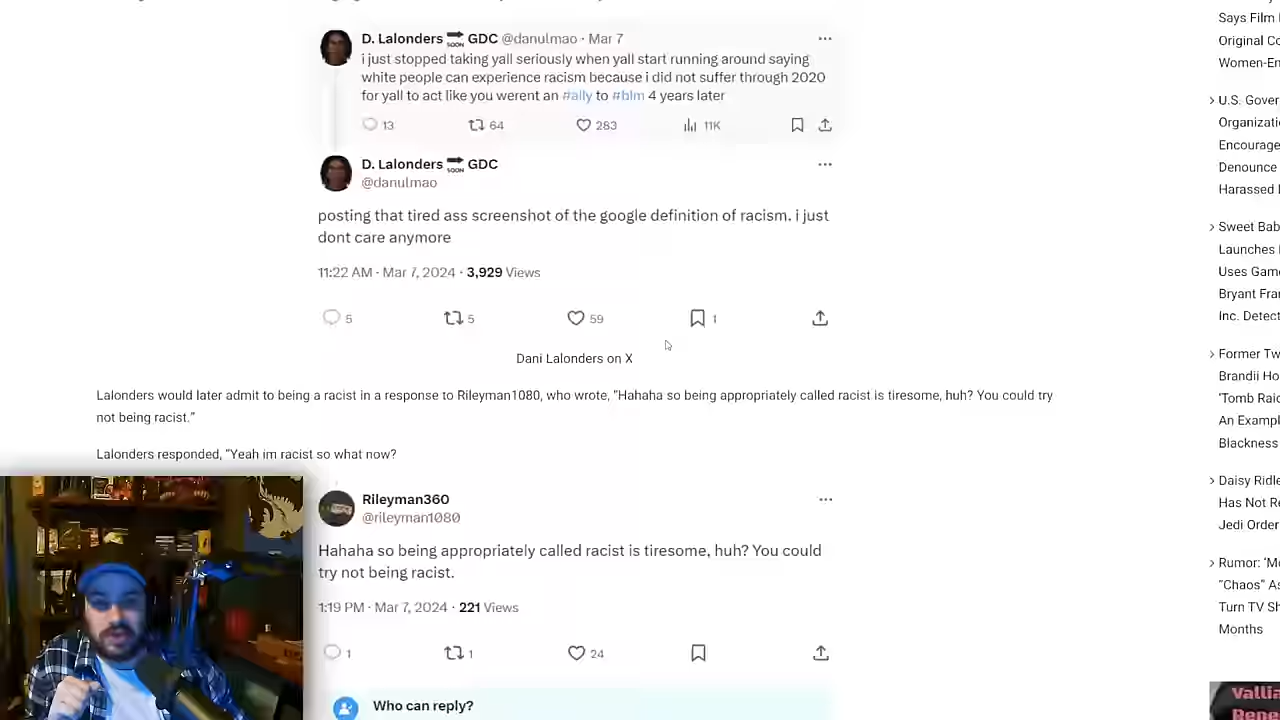 D. Lalonders SOON GDC @danulmao · Mar 7
i just stopped taking yall seriously when yall start running around saying
white people can experience racism because i did not suffer through 2020
for yall to act like you werent an #ally to #blm 4 years later
13 64 283 11K
D. Lalonders SOON GDC
@danulmao
posting that tired ass screenshot of the google definition of racism. i just
dont care anymore
11:22 AM · Mar 7, 2024 · 3,929 Views
5 5 59 1
Dani Lalonders on X
Lalonders would later admit to being a racist in a response to Rileyman1080, who wrote, “Hahaha so being appropriately called racist is tiresome, huh? You could try
not being racist.”
Lalonders responded, “Yeah im racist so what now?
Rileyman360
@rileyman1080
Hahaha so being appropriately called racist is tiresome, huh? You could
try not being racist.
1:19 PM · Mar 7, 2024 · 221 Views
1 1 24
Who can reply?
Says Film
Original Co
Women-En
U.S. Gover
Organizati
Encourage
Denounce
Harassed
Sweet Bab
Launches
Uses Gam
Bryant Fra
Inc. Detect
Former Tw
Brandii Ho
‘Tomb Raid
An Exampl
Blackness
Daisy Ridl
Has Not Re
Jedi Order
Rumor: ‘Mo
“Chaos” As
Turn TV Sh
Months
Vallia
Rene